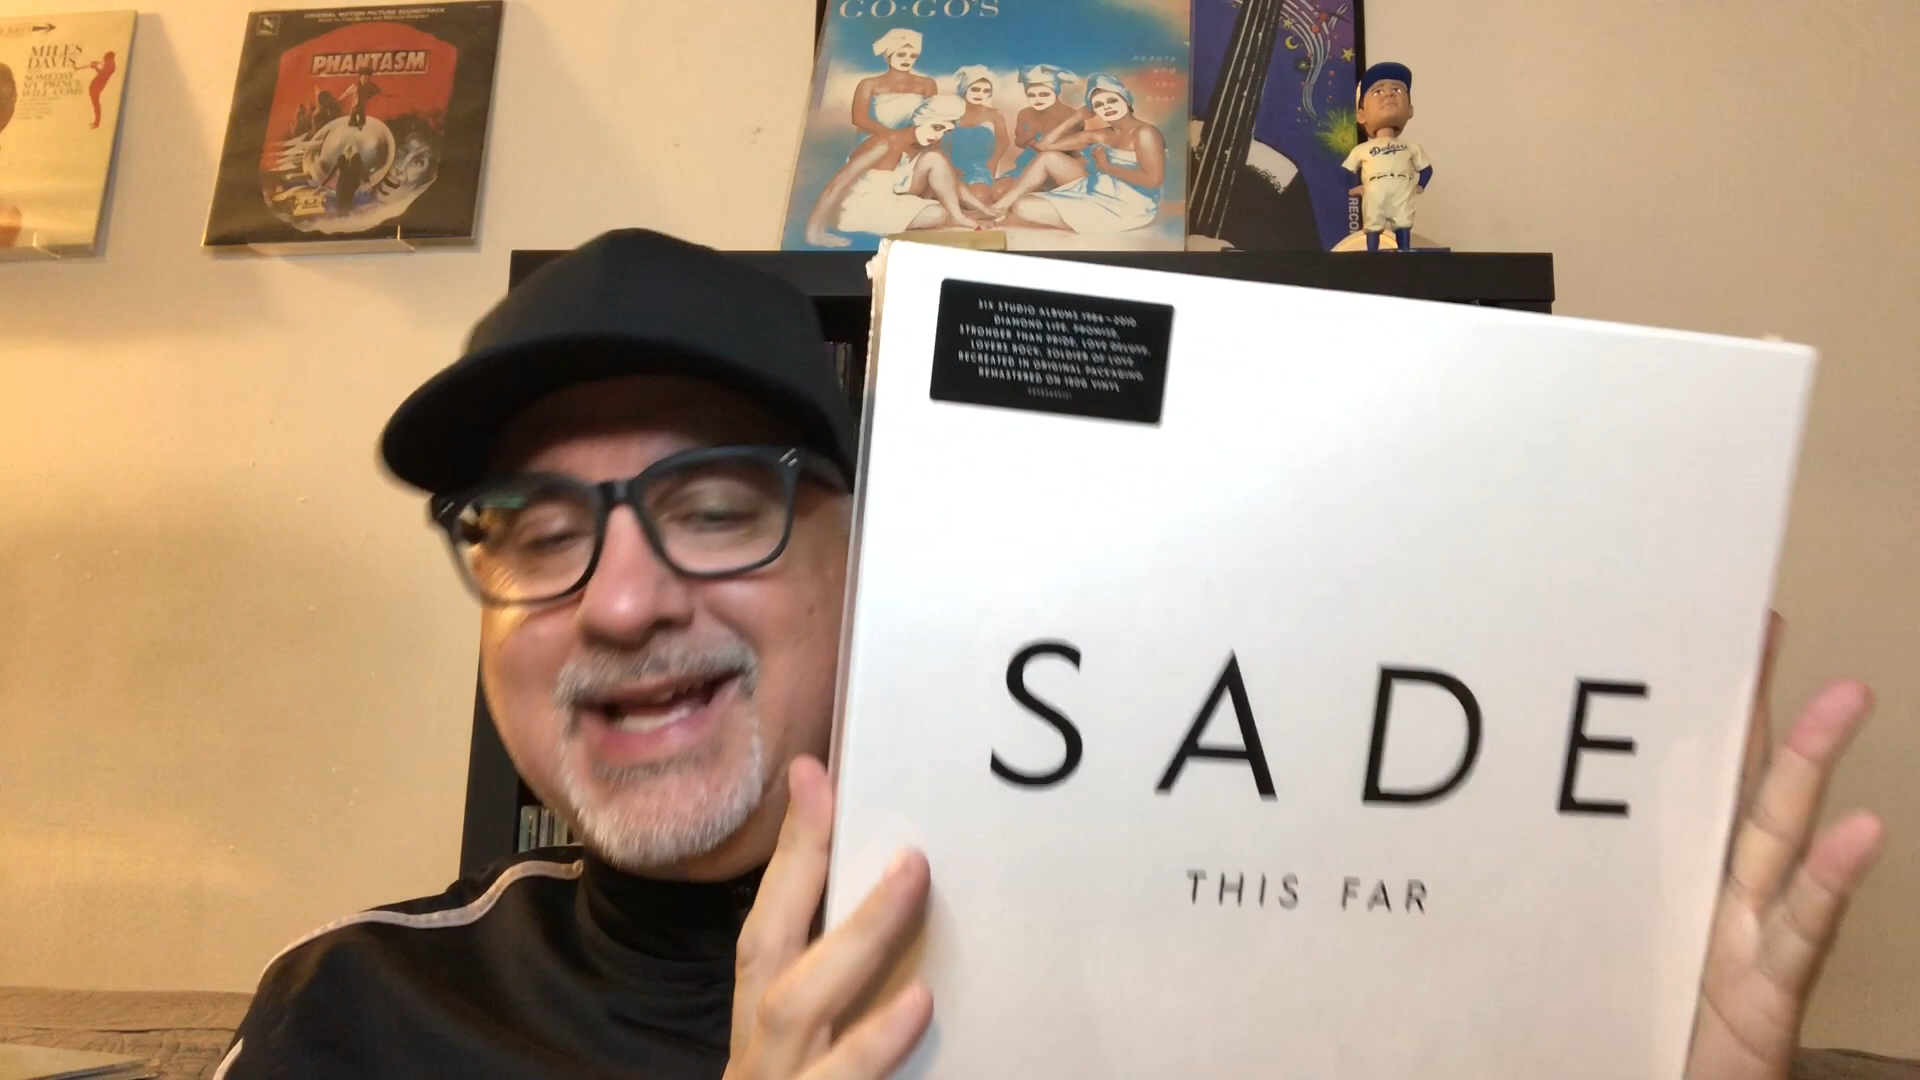 MILES
DAVIS
SOMEDAY
MY PRINCE
WILL COME
ORIGINAL MOTION PICTURE SOUNDTRACK
PHANTASM
GO·GO'S
beauty
and
the
beat
Dodgers
RECO
SIX STUDIO ALBUMS 1984–2010.
DIAMOND LIFE, PROMISE,
STRONGER THAN PRIDE, LOVE DELUXE,
LOVERS ROCK, SOLDIER OF LOVE
RECREATED IN ORIGINAL PACKAGING
REMASTERED ON 180G VINYL
SADE
THIS FAR